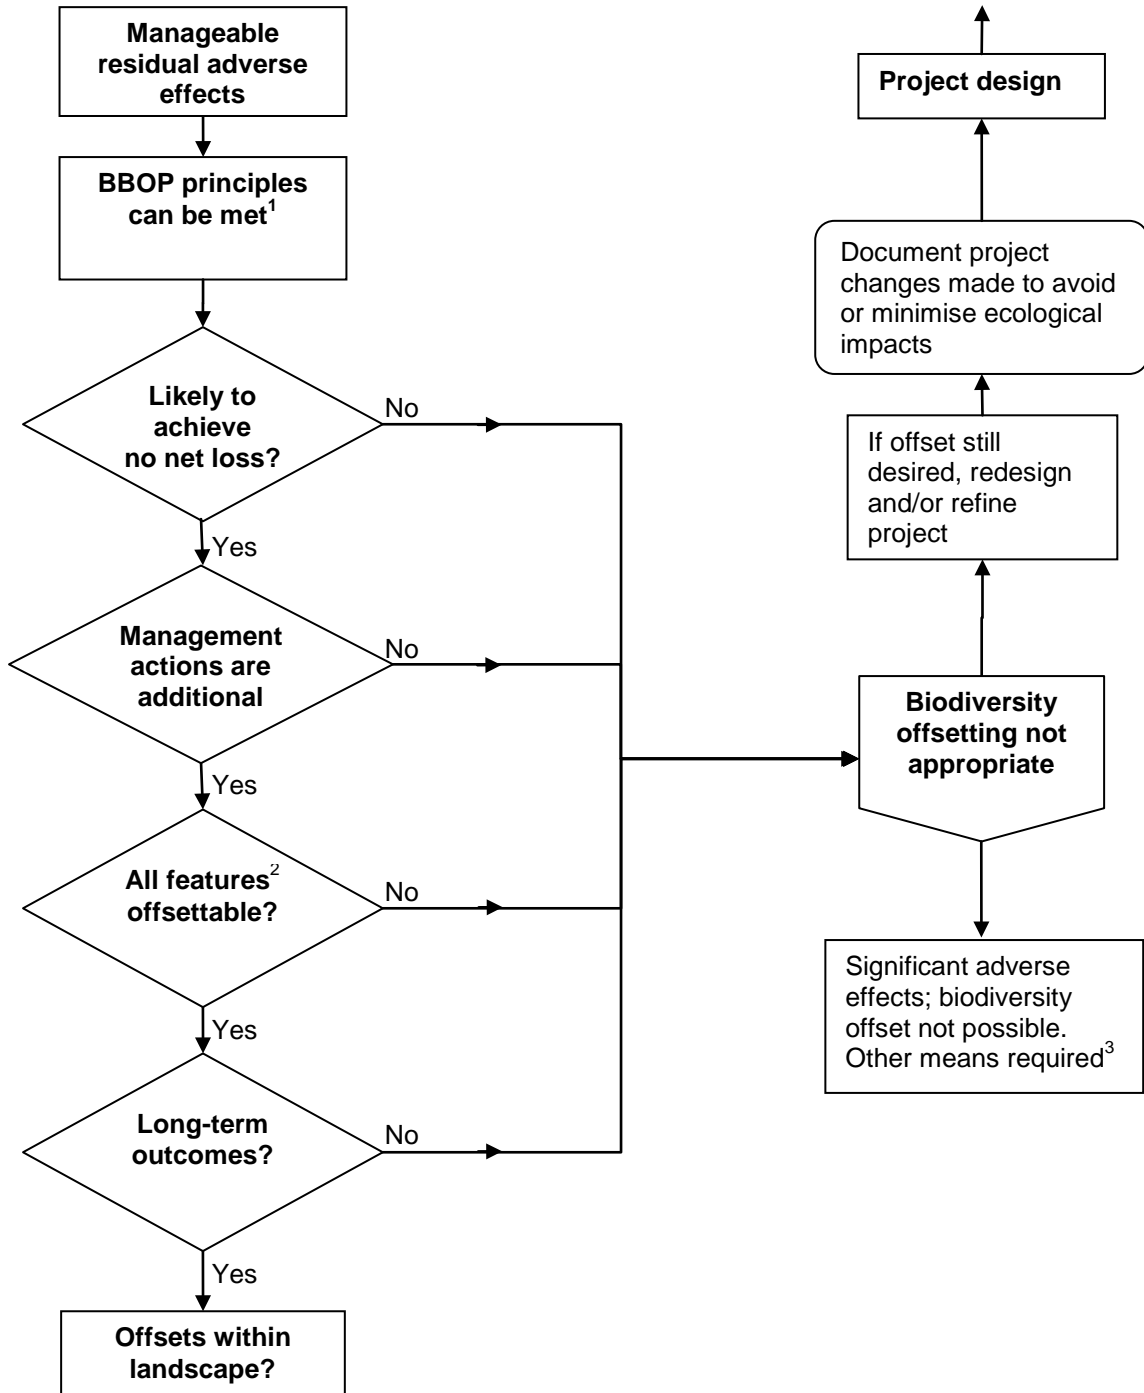 Manageable
residual adverse
effects
BBOP principles
can be met¹
Likely to
achieve
no net loss?
No
Yes
Management
actions are
additional
No
Yes
All features²
offsettable?
No
Yes
Long-term
outcomes?
No
Yes
Offsets within
landscape?
Project design
Document project
changes made to avoid
or minimise ecological
impacts
If offset still
desired, redesign
and/or refine
project
Biodiversity
offsetting not
appropriate
Significant adverse
effects; biodiversity
offset not possible.
Other means required³